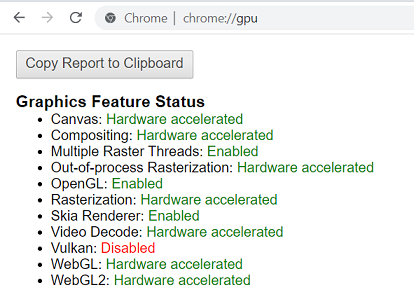 Chrome | chrome://gpu
Copy Report to Clipboard
Graphics Feature Status
Canvas: Hardware accelerated
Compositing: Hardware accelerated
Multiple Raster Threads: Enabled
Out-of-process Rasterization: Hardware accelerated
OpenGL: Enabled
Rasterization: Hardware accelerated
Skia Renderer: Enabled
Video Decode: Hardware accelerated
Vulkan: Disabled
WebGL: Hardware accelerated
WebGL2: Hardware accelerated